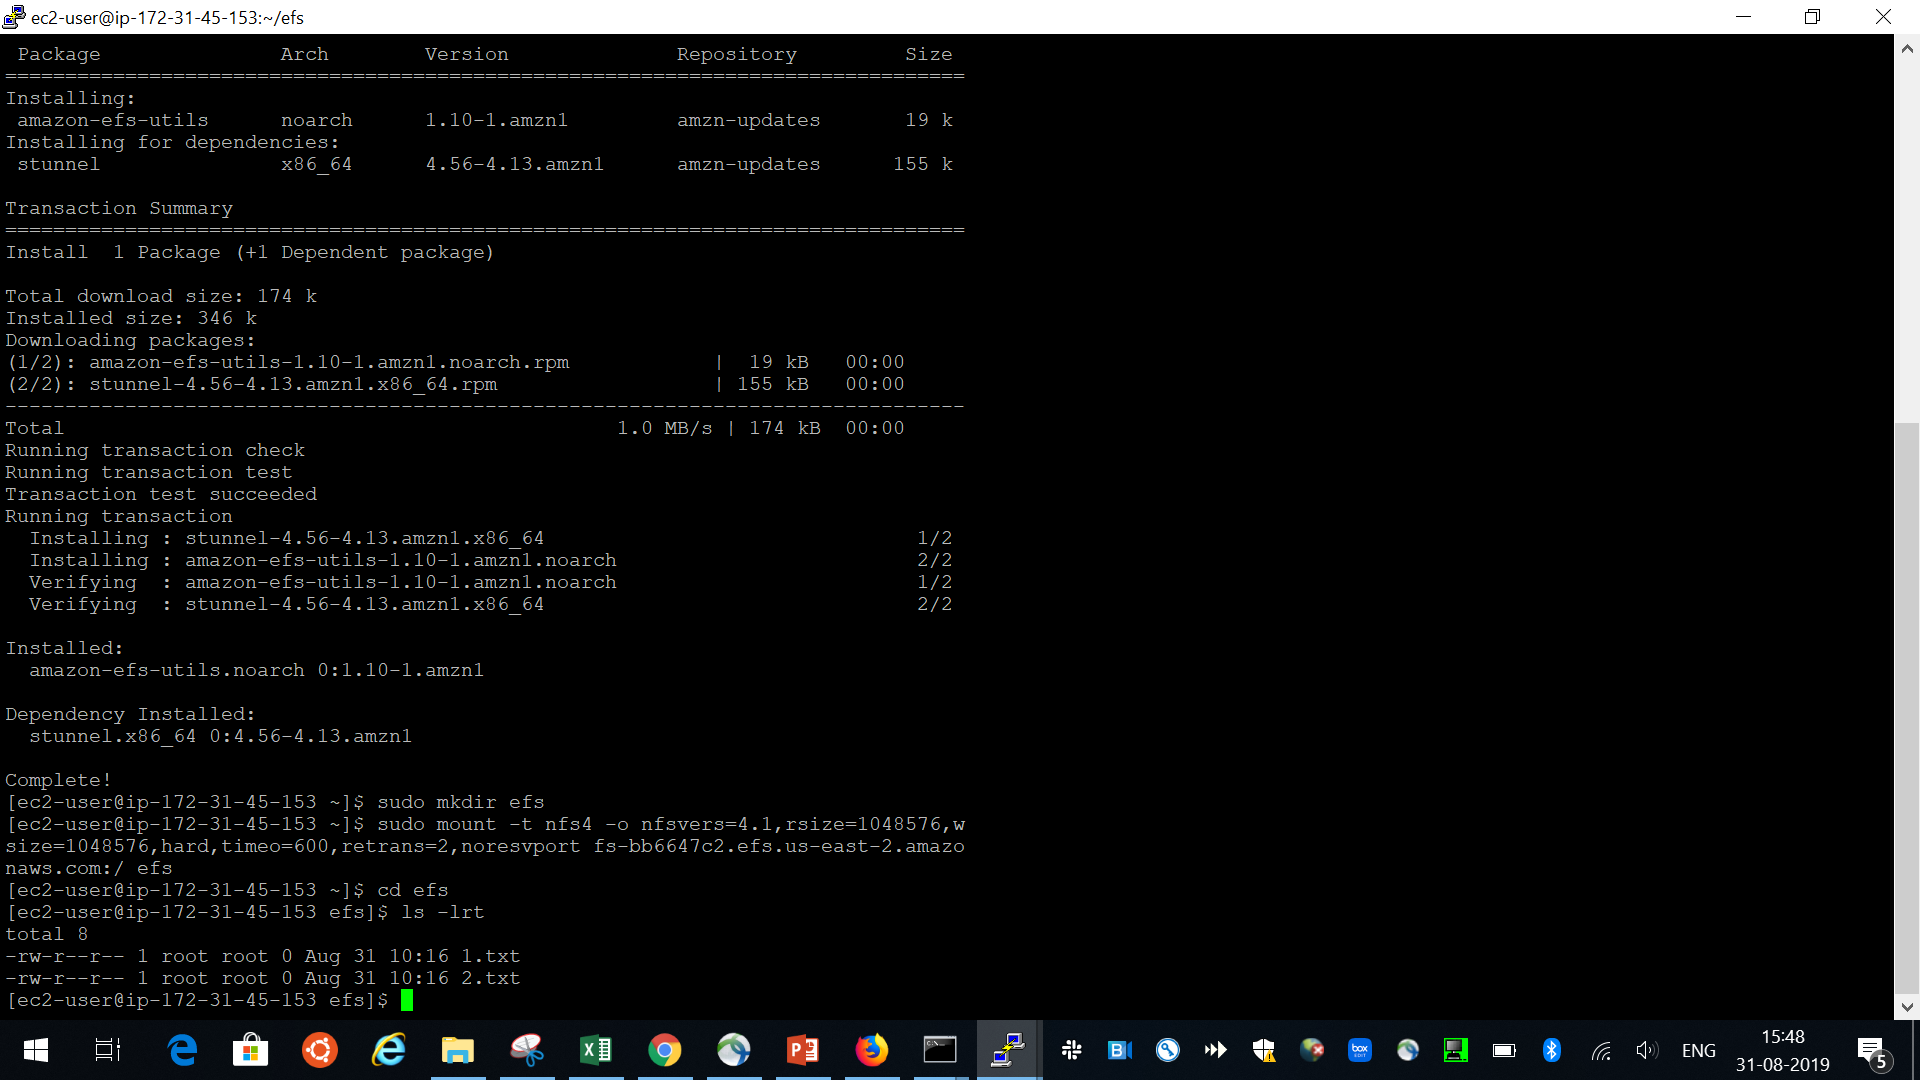 ec2-user@ip-172-31-45-153:~/efs
Package Arch Version Repository Size
================================================================================
Installing:
amazon-efs-utils noarch 1.10-1.amzn1 amzn-updates 19 k
Installing for dependencies:
stunnel x86_64 4.56-4.13.amzn1 amzn-updates 155 k
Transaction Summary
================================================================================
Install 1 Package (+1 Dependent package)
Total download size: 174 k
Installed size: 346 k
Downloading packages:
(1/2): amazon-efs-utils-1.10-1.amzn1.noarch.rpm | 19 kB 00:00
(2/2): stunnel-4.56-4.13.amzn1.x86_64.rpm | 155 kB 00:00
--------------------------------------------------------------------------------
Total 1.0 MB/s | 174 kB 00:00
Running transaction check
Running transaction test
Transaction test succeeded
Running transaction
Installing : stunnel-4.56-4.13.amzn1.x86_64 1/2
Installing : amazon-efs-utils-1.10-1.amzn1.noarch 2/2
Verifying : amazon-efs-utils-1.10-1.amzn1.noarch 1/2
Verifying : stunnel-4.56-4.13.amzn1.x86_64 2/2
Installed:
amazon-efs-utils.noarch 0:1.10-1.amzn1
Dependency Installed:
stunnel.x86_64 0:4.56-4.13.amzn1
Complete!
[ec2-user@ip-172-31-45-153 ~]$ sudo mkdir efs
[ec2-user@ip-172-31-45-153 ~]$ sudo mount -t nfs4 -o nfsvers=4.1,rsize=1048576,w
size=1048576,hard,timeo=600,retrans=2,noresvport fs-bb6647c2.efs.us-east-2.amazo
naws.com:/ efs
[ec2-user@ip-172-31-45-153 ~]$ cd efs
[ec2-user@ip-172-31-45-153 efs]$ ls -lrt
total 8
-rw-r--r-- 1 root root 0 Aug 31 10:16 1.txt
-rw-r--r-- 1 root root 0 Aug 31 10:16 2.txt
[ec2-user@ip-172-31-45-153 efs]$
ENG
15:48
31-08-2019
5